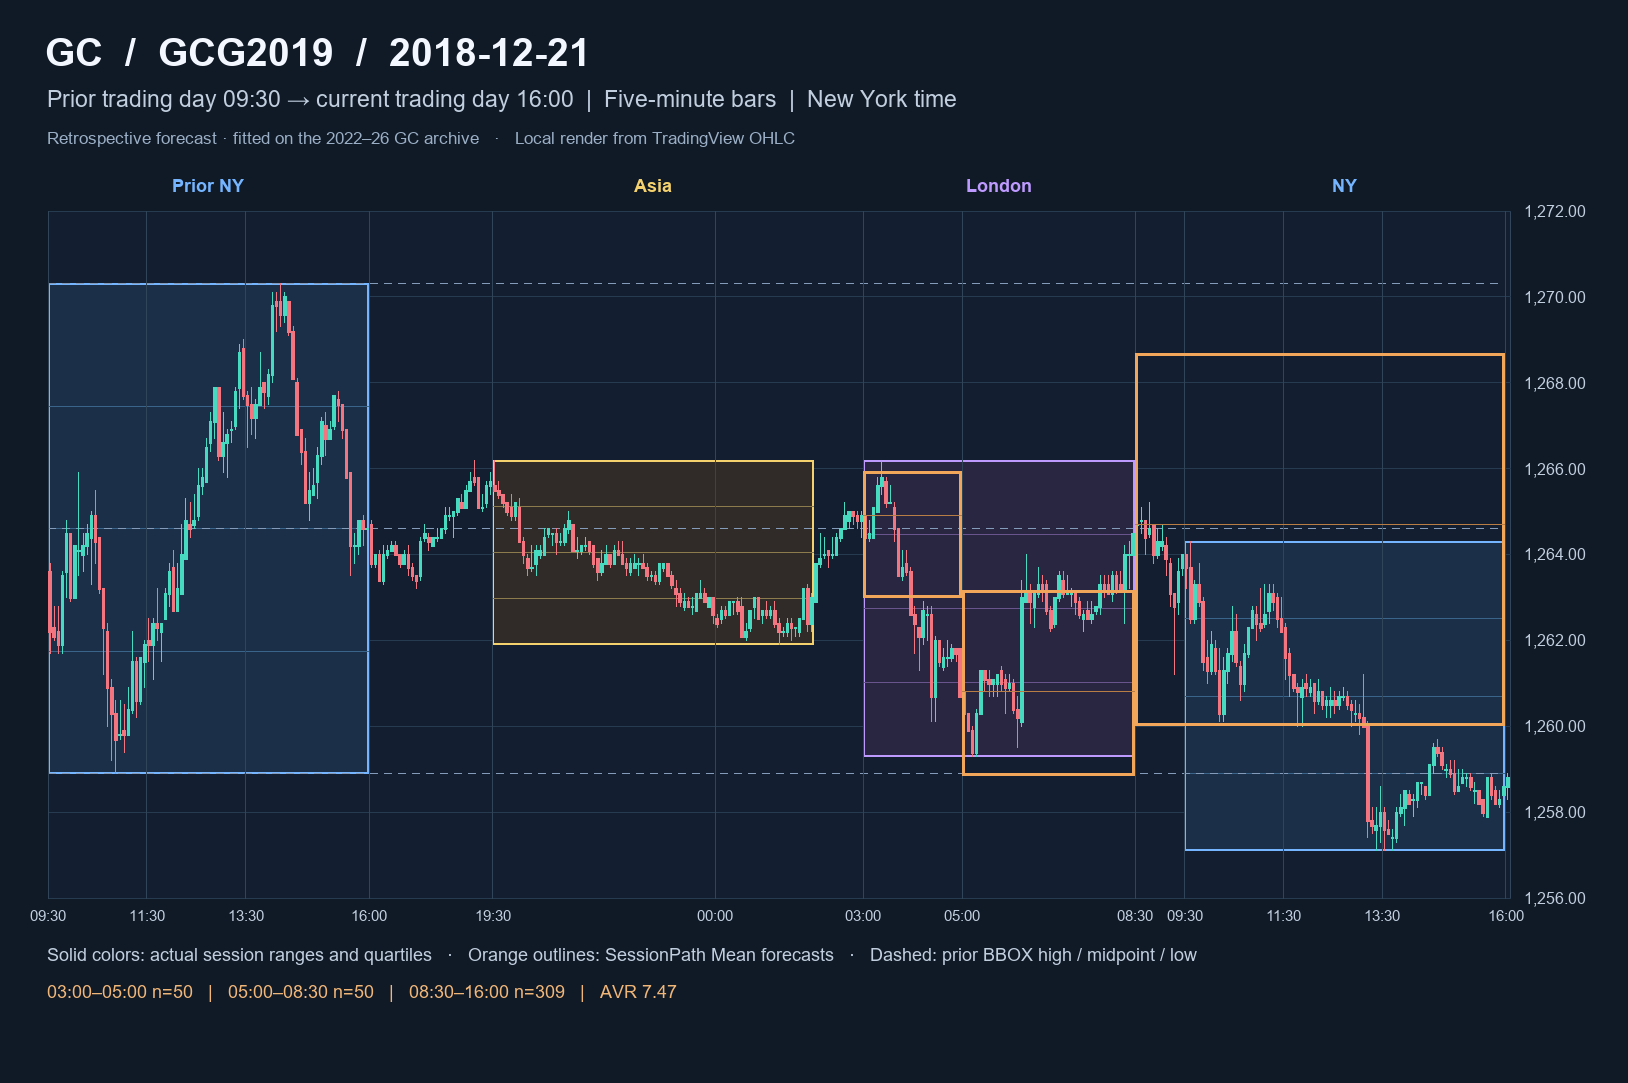 GC / GCG2019 / 2018-12-21
Prior trading day 09:30 → current trading day 16:00 | Five-minute bars | New York time
Retrospective forecast · fitted on the 2022–26 GC archive · Local render from TradingView OHLC
Prior NY Asia London NY
1,272.00
1,270.00
1,268.00
1,266.00
1,264.00
1,262.00
1,260.00
1,258.00
1,256.00
09:30 11:30 13:30 16:00 19:30 00:00 03:00 05:00 08:30 09:30 11:30 13:30 16:00
Solid colors: actual session ranges and quartiles · Orange outlines: SessionPath Mean forecasts · Dashed: prior BBOX high / midpoint / low
03:00–05:00 n=50 | 05:00–08:30 n=50 | 08:30–16:00 n=309 | AVR 7.47